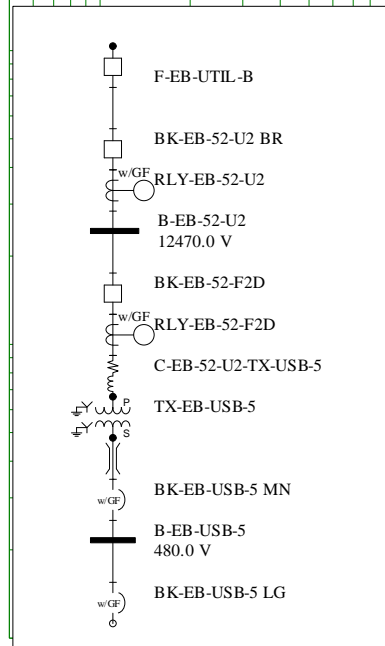 F-EB-UTIL-B
BK-EB-52-U2 BR
w/GF
RLY-EB-52-U2
B-EB-52-U2
12470.0 V
BK-EB-52-F2D
w/GF
RLY-EB-52-F2D
C-EB-52-U2-TX-USB-5
P
TX-EB-USB-5
S
w/GF
BK-EB-USB-5 MN
B-EB-USB-5
480.0 V
w/GF
BK-EB-USB-5 LG